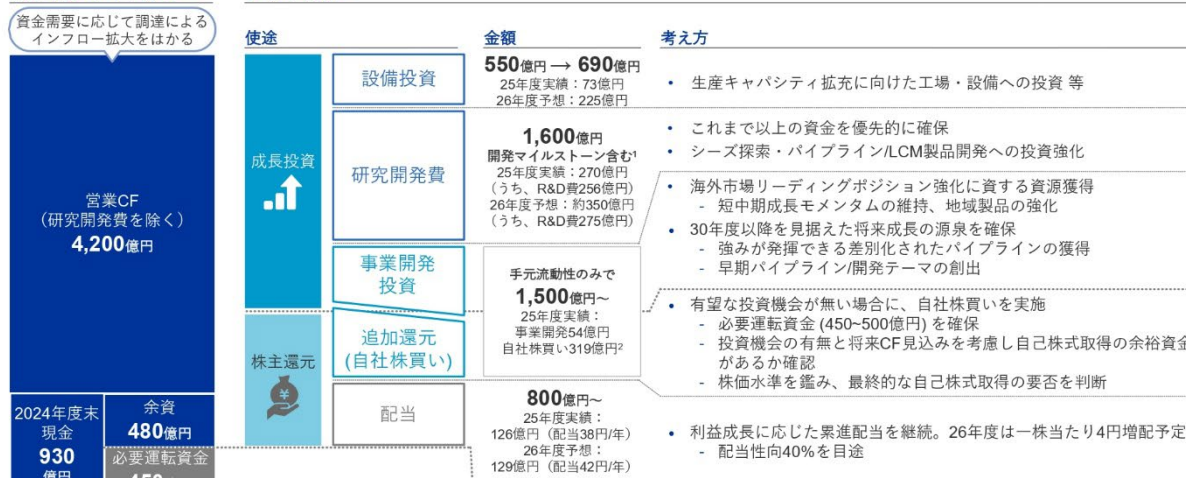 資金需要に応じて調達による
インフロー拡大をはかる
営業CF
(研究開発費を除く)
4,200億円
2024年度末
現金
930
億円
余資
480億円
必要運転資金
使途
金額
考え方
成長投資
株主還元
設備投資
550億円 → 690億円
25年度実績：73億円
26年度予想：225億円
• 生産キャパシティ拡充に向けた工場・設備への投資 等
研究開発費
1,600億円
開発マイルストーン含む¹
25年度実績：270億円
(うち、R&D費256億円)
26年度予想：約350億円
(うち、R&D費275億円)
• これまで以上の資金を優先的に確保
• シーズ探索・パイプライン/LCM製品開発への投資強化
事業開発
投資
追加還元
(自社株買い)
手元流動性のみで
1,500億円～
25年度実績：
事業開発54億円
自社株買い319億円²
• 海外市場リーディングポジション強化に資する資源獲得
- 短中期成長モメンタムの維持、地域製品の強化
• 30年度以降を見据えた将来成長の源泉を確保
- 強みが発揮できる差別化されたパイプラインの獲得
- 早期パイプライン/開発テーマの創出
• 有望な投資機会が無い場合に、自社株買いを実施
- 必要運転資金 (450~500億円) を確保
- 投資機会の有無と将来CF見込みを考慮し自己株式取得の余裕資金
があるか確認
- 株価水準を鑑み、最終的な自己株式取得の要否を判断
配当
800億円～
25年度実績：
126億円（配当38円/年）
26年度予想：
129億円（配当42円/年）
• 利益成長に応じた累進配当を継続。26年度は一株当たり4円増配予定
- 配当性向40%を目途